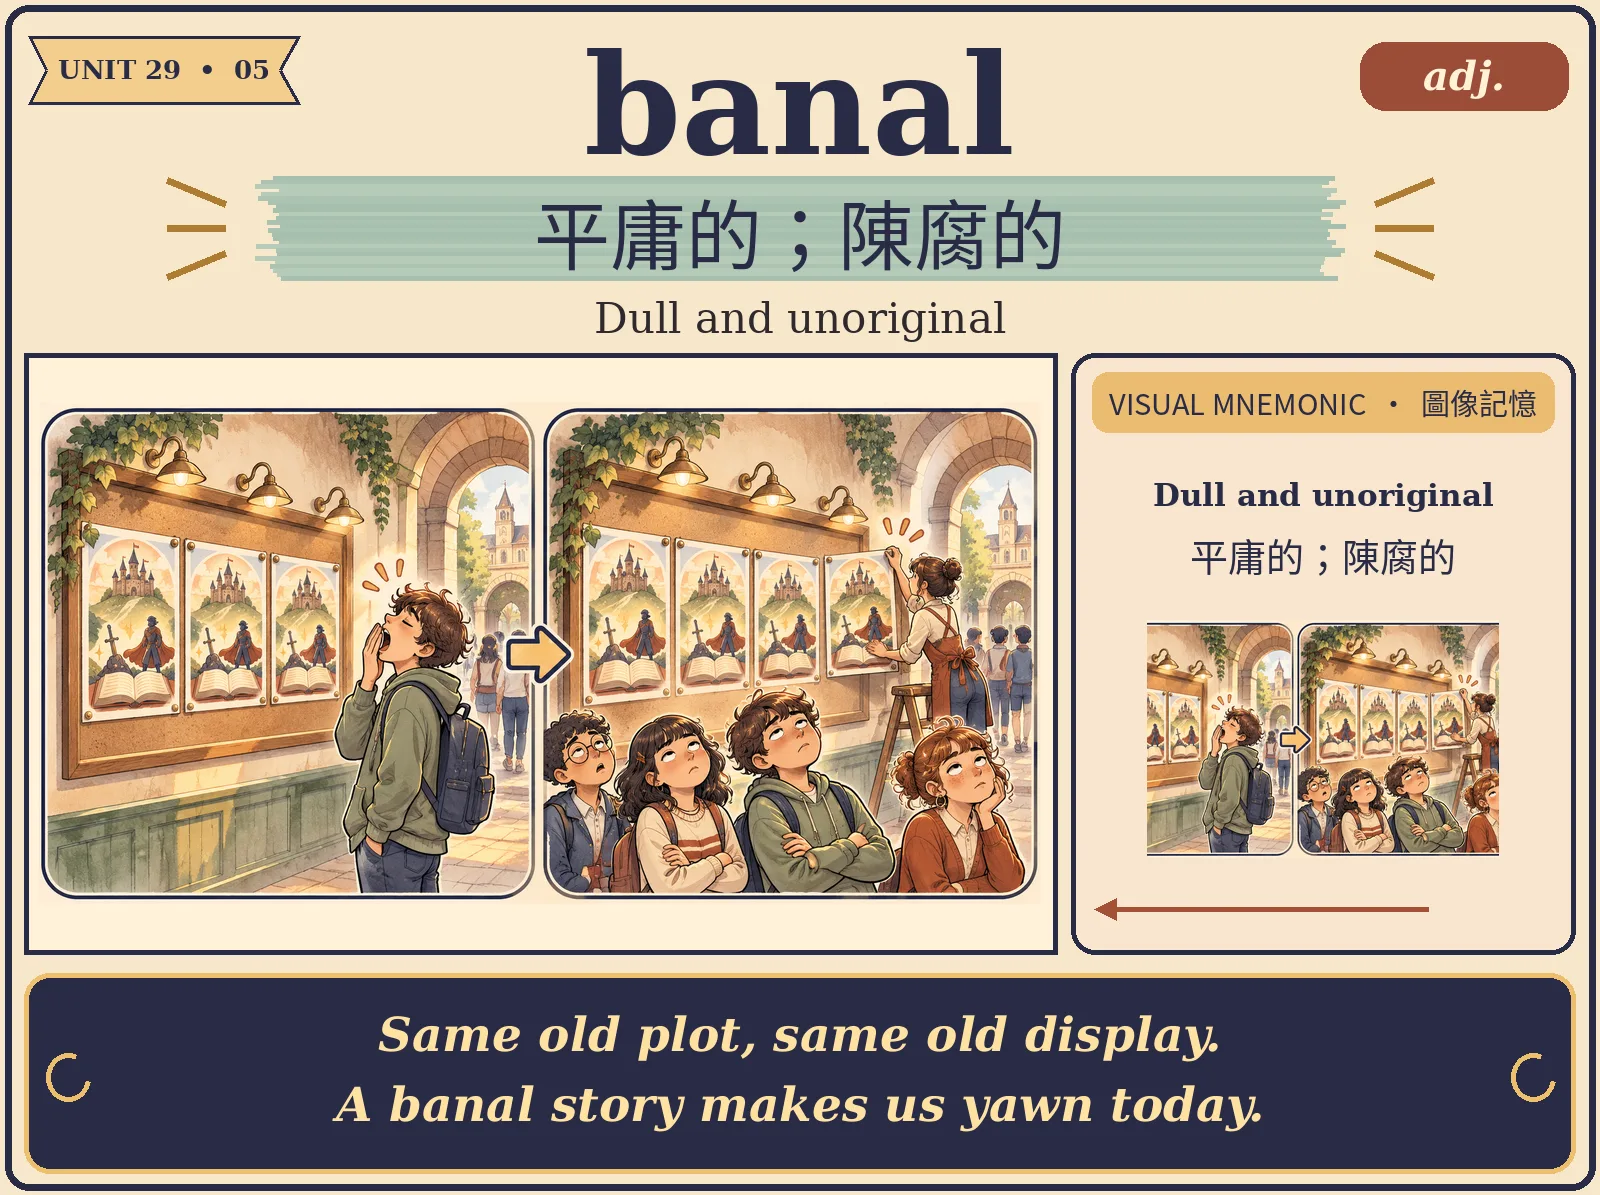 UNIT 29 • 05
banal
adj.
平庸的；陳腐的
Dull and unoriginal
VISUAL MNEMONIC • 圖像記憶
Dull and unoriginal
平庸的；陳腐的
Same old plot, same old display.
A banal story makes us yawn today.